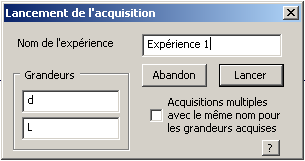 Lancement de l'acquisition
Nom de l'expérience
Expérience 1
Grandeurs
d
L
Abandon
Lancer
Acquisitions multiples
avec le même nom pour
les grandeurs acquises
?